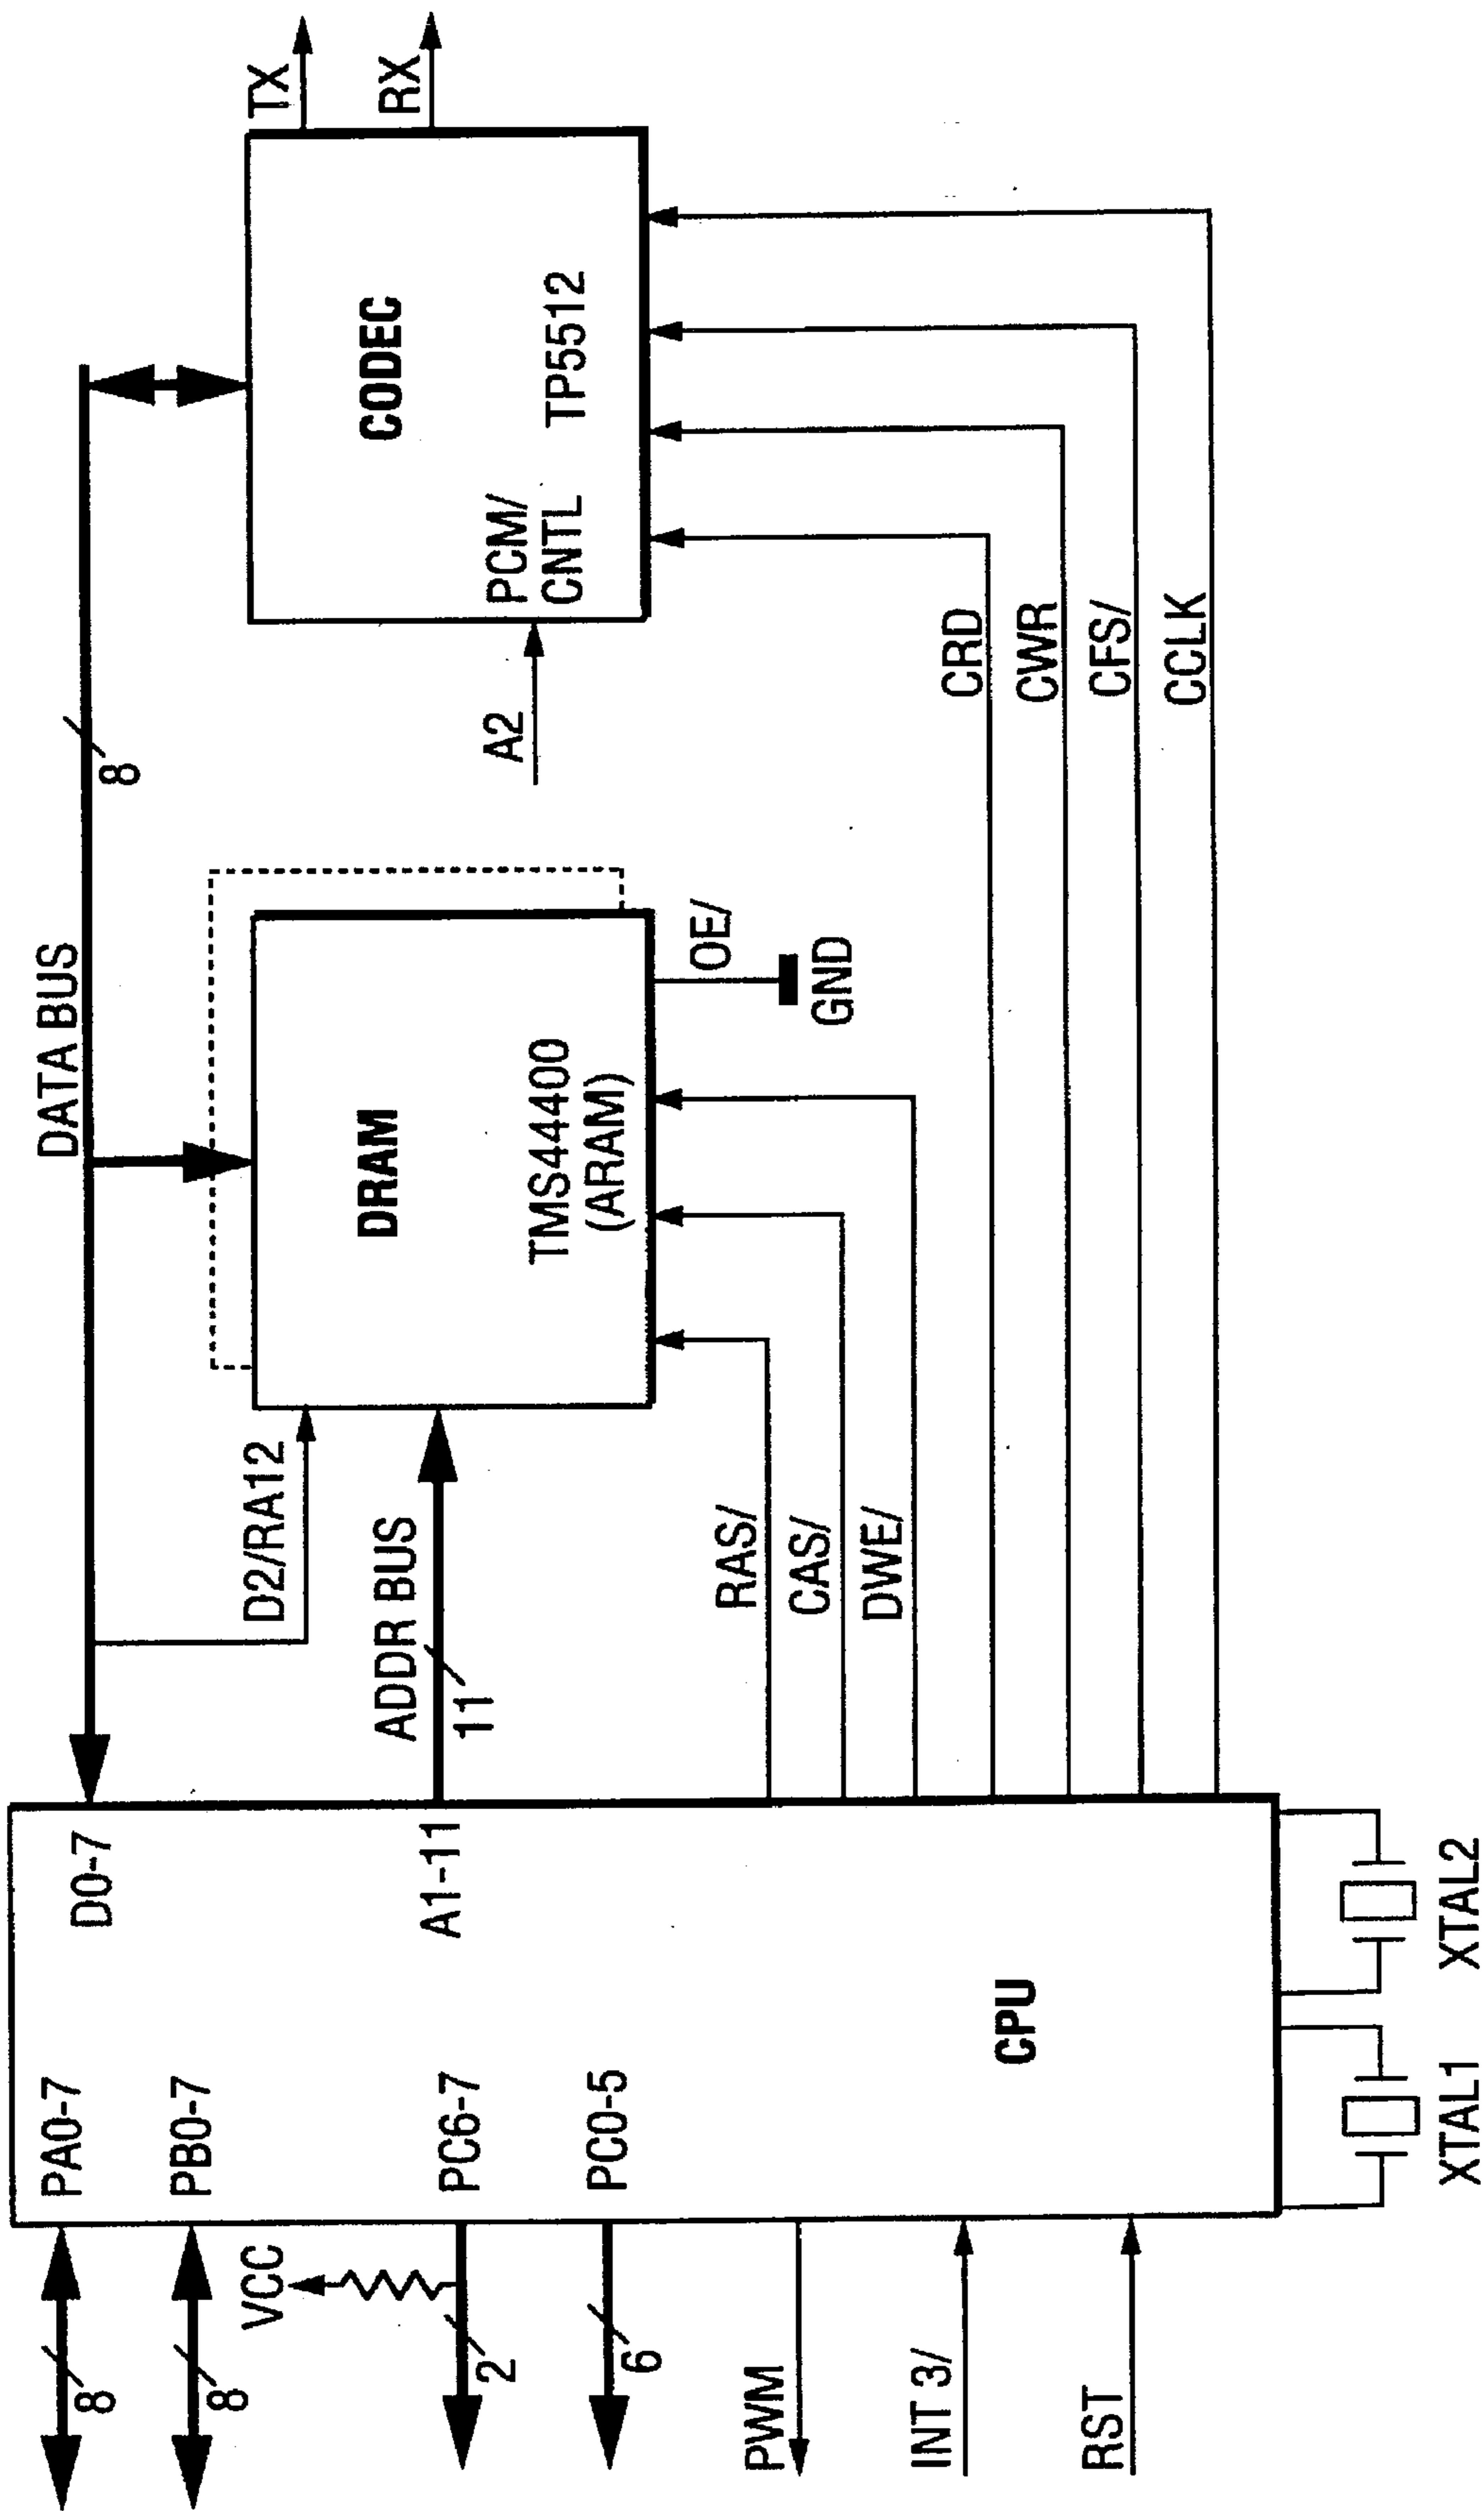 DATA BUS
8
TX
RX
CODEC
TP5512
PCM/
CNTL
A2
DRAM
TMS44400
(ARAM)
OE/
GND
D2/RA12
ADDR BUS
11
RAS/
CAS/
DWE/
CRD
CWR
CFS/
CCLK
D0-7
A1-11
PA0-7
PB0-7
PC6-7
PC0-5
CPU
8
8
VCC
2
6
PWM
INT 3/
RST
XTAL1
XTAL2